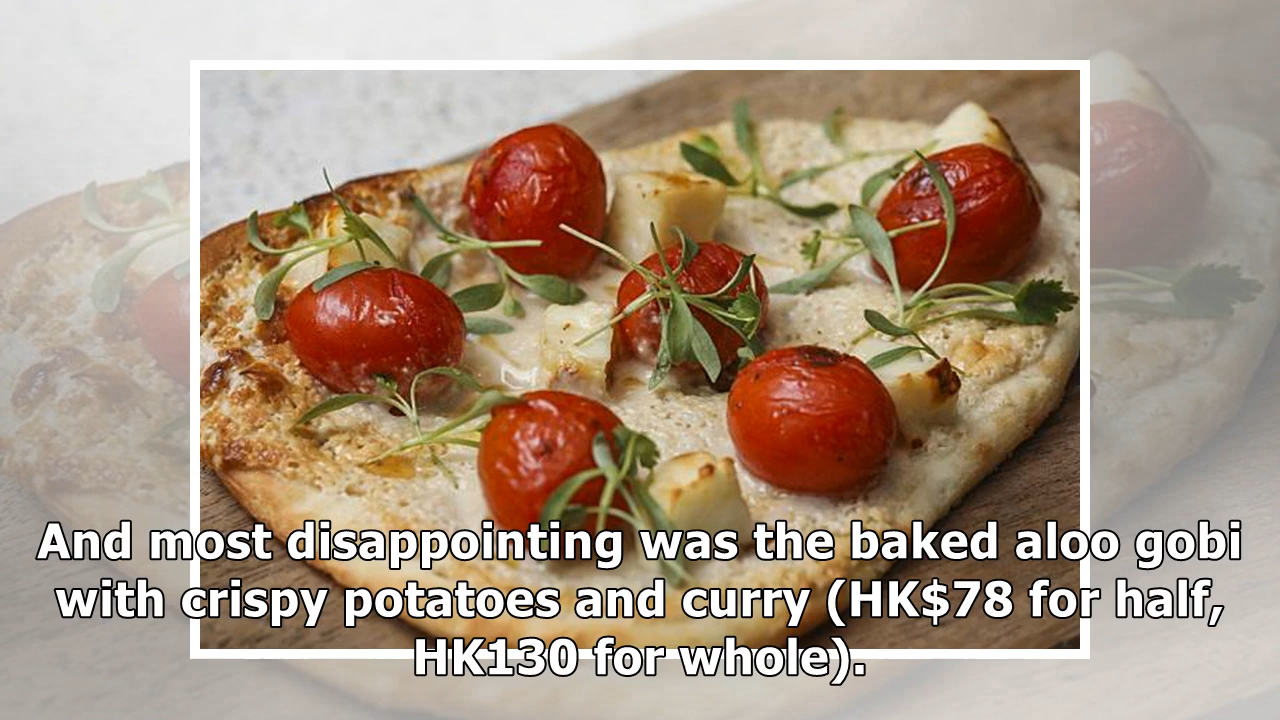 And most disappointing was the baked aloo gobi
with crispy potatoes and curry (HK$78 for half,
HK130 for whole).